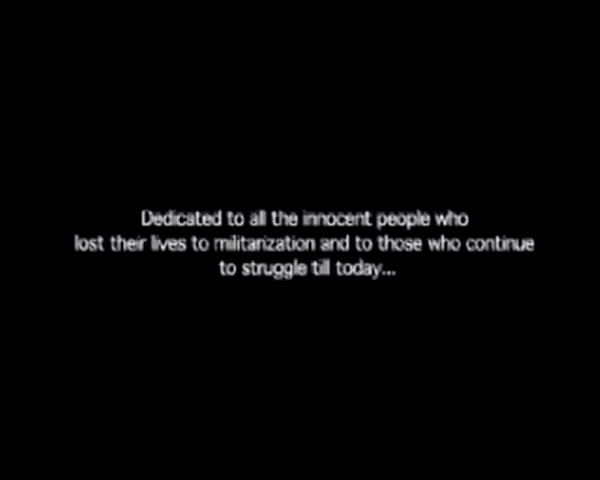 Dedicated to all the innocent people who
lost their lives to militarization and to those who continue
to struggle till today...